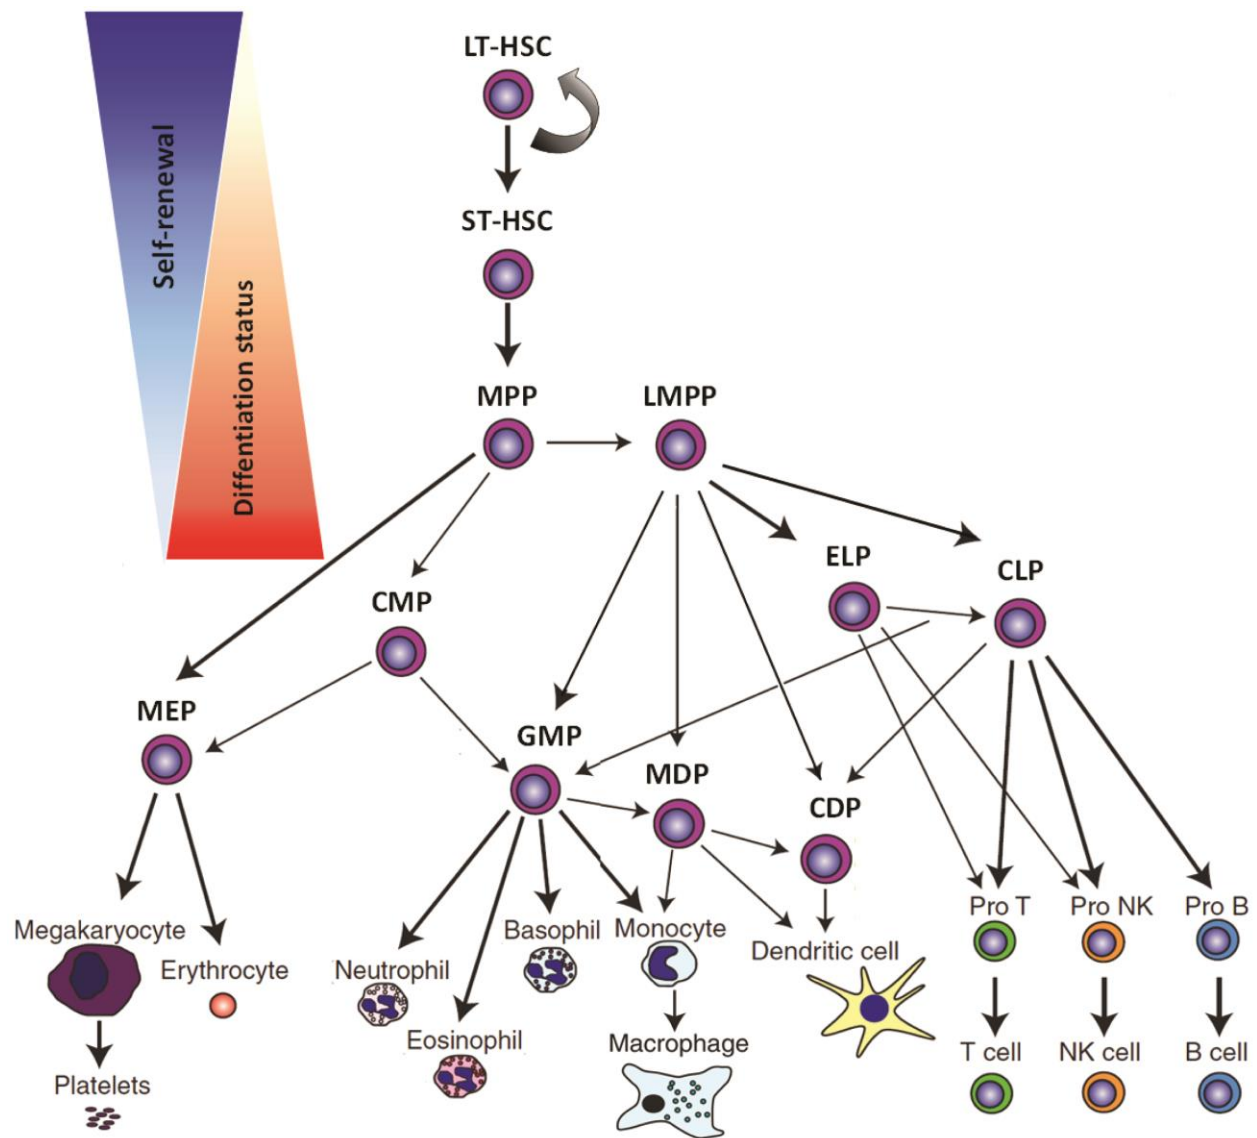 LT-HSC
Self-renewal
ST-HSC
Diffentiation status
MPP
LMPP
ELP
CLP
CMP
MEP
GMP
MDP
CDP
Pro T
Pro NK
Pro B
Megakaryocyte
Basophil
Monocyte
Dendritic cell
Erythrocyte
Neutrophil
Eosinophil
Macrophage
T cell
NK cell
B cell
Platelets